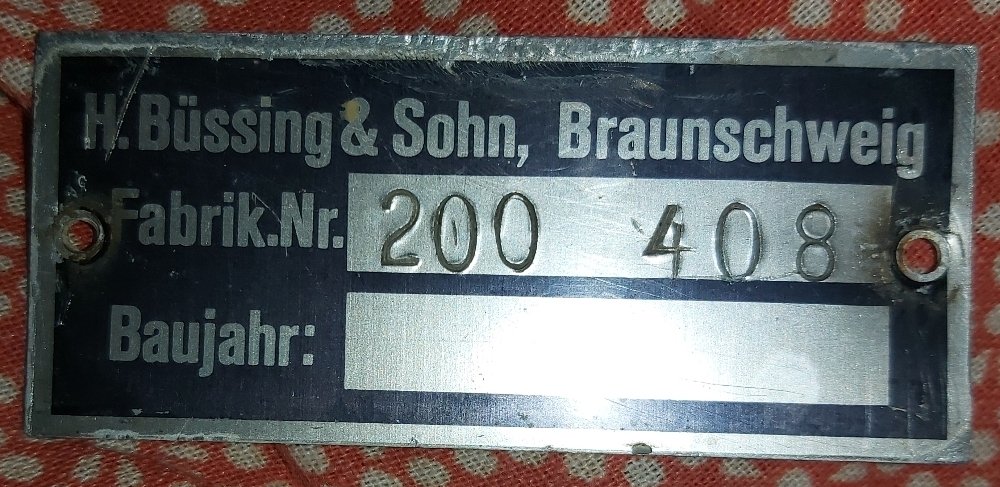 H. Büssing & Sohn, Braunschweig
Fabrik.Nr. 200 408
Baujahr: